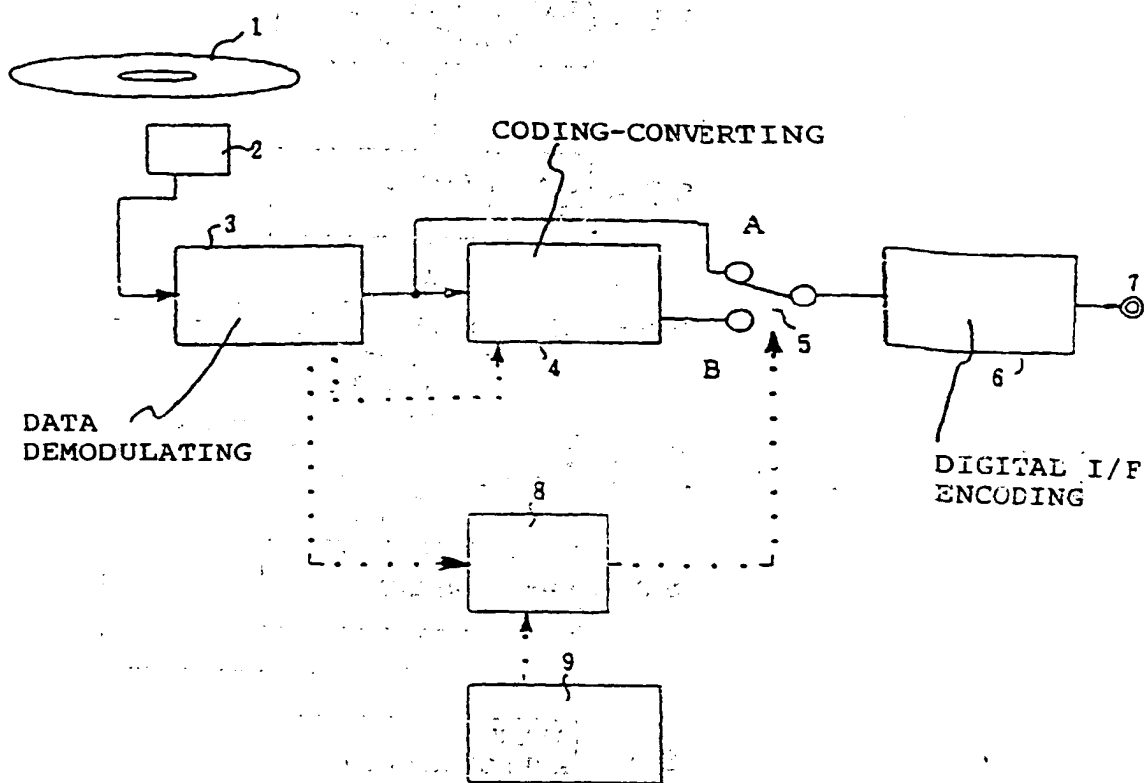 1
2
CODING-CONVERTING
3
A
7
4
5
B
6
DATA
DEMODULATING
DIGITAL I/F
ENCODING
8
9